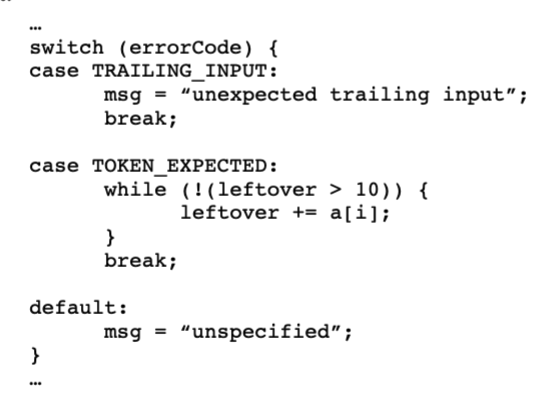 …
switch (errorCode) {
case TRAILING_INPUT:
msg = “unexpected trailing input”;
break;
case TOKEN_EXPECTED:
while (!(leftover > 10)) {
leftover += a[i];
}
break;
default:
msg = “unspecified”;
}
…